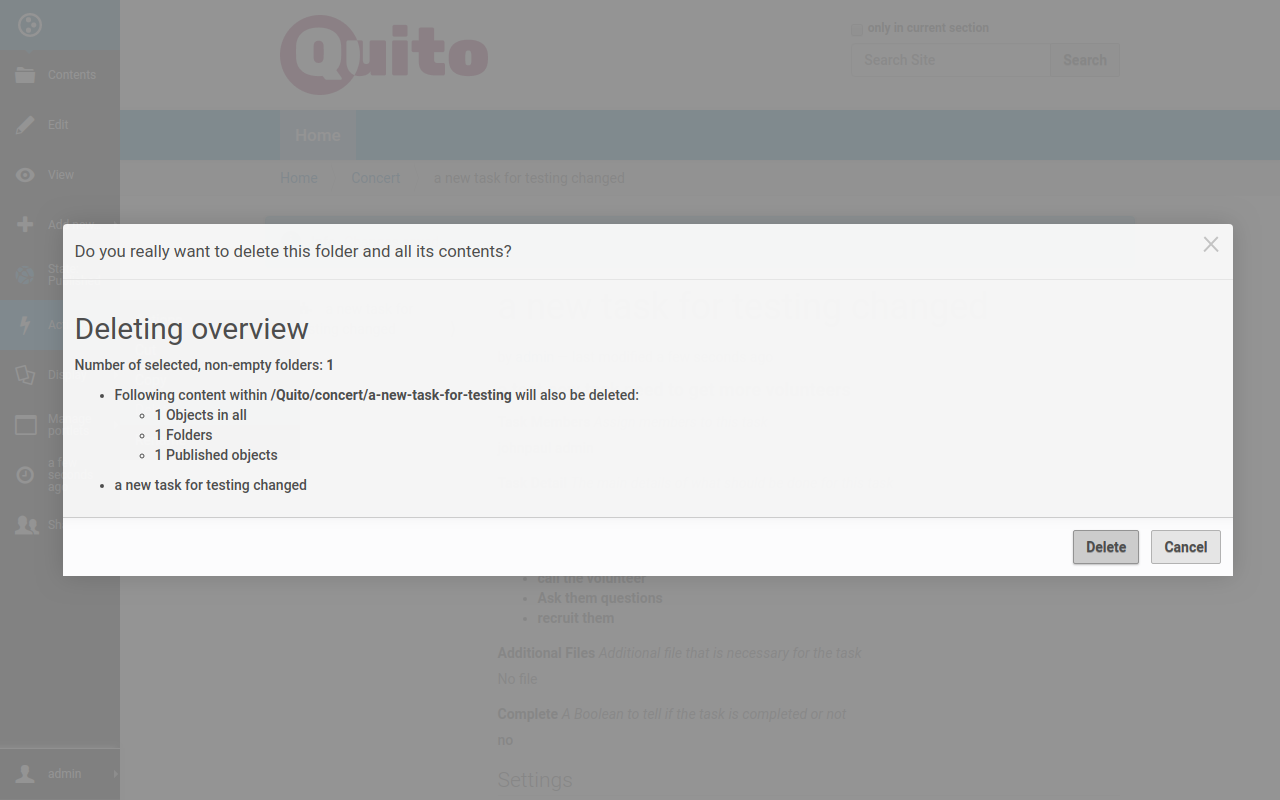 Quito
only in current section
Search Site
Search
Contents
Edit
View
Home
Home
Concert
a new task for testing changed
Do you really want to delete this folder and all its contents?
Deleting overview
Number of selected, non-empty folders: 1
Following content within /Quito/concert/a-new-task-for-testing will also be deleted:
1 Objects in all
1 Folders
1 Published objects
a new task for testing changed
Delete
Cancel
call the volunteer
Ask them questions
recruit them
Additional Files Additional file that is necessary for the task
No file
Complete A Boolean to tell if the task is completed or not
no
Settings
admin